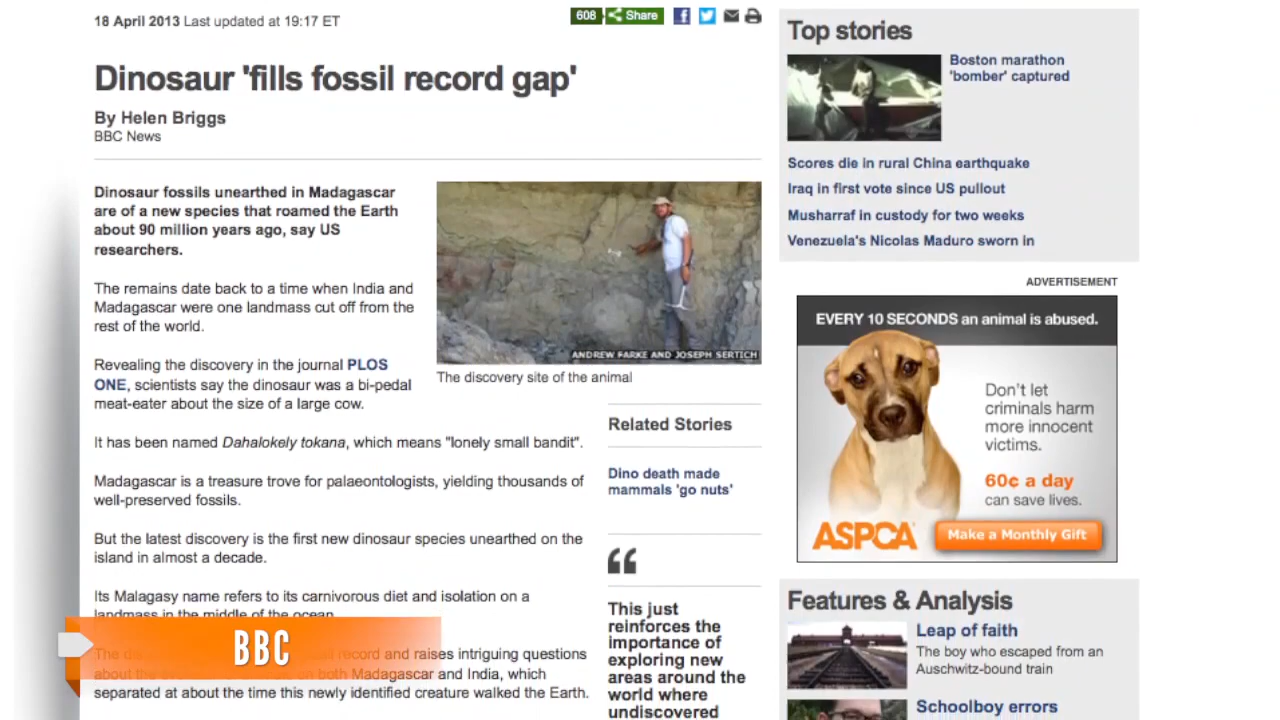 18 April 2013 Last updated at 19:17 ET
608 Share
Dinosaur 'fills fossil record gap'
By Helen Briggs
BBC News
Dinosaur fossils unearthed in Madagascar
are of a new species that roamed the Earth
about 90 million years ago, say US
researchers.
The remains date back to a time when India and
Madagascar were one landmass cut off from the
rest of the world.
Revealing the discovery in the journal PLOS
ONE, scientists say the dinosaur was a bi-pedal
meat-eater about the size of a large cow.
ANDREW FARKE AND JOSEPH SERTICH
The discovery site of the animal
It has been named Dahalokely tokana, which means "lonely small bandit".
Madagascar is a treasure trove for palaeontologists, yielding thousands of
well-preserved fossils.
But the latest discovery is the first new dinosaur species unearthed on the
island in almost a decade.
Its Malagasy name refers to its carnivorous diet and isolation on a
landmass in the middle of the ocean.
The record and raises intriguing questions
about the on both Madagascar and India, which
separated at about the time this newly identified creature walked the Earth.
BBC
Related Stories
Dino death made
mammals 'go nuts'
“
This just
reinforces the
importance of
exploring new
areas around the
world where
undiscovered
Top stories
Boston marathon
'bomber' captured
Scores die in rural China earthquake
Iraq in first vote since US pullout
Musharraf in custody for two weeks
Venezuela's Nicolas Maduro sworn in
ADVERTISEMENT
EVERY 10 SECONDS an animal is abused.
Don't let
criminals harm
more innocent
victims.
60¢ a day
can save lives.
ASPCA
Make a Monthly Gift
Features & Analysis
Leap of faith
The boy who escaped from an
Auschwitz-bound train
Schoolboy errors